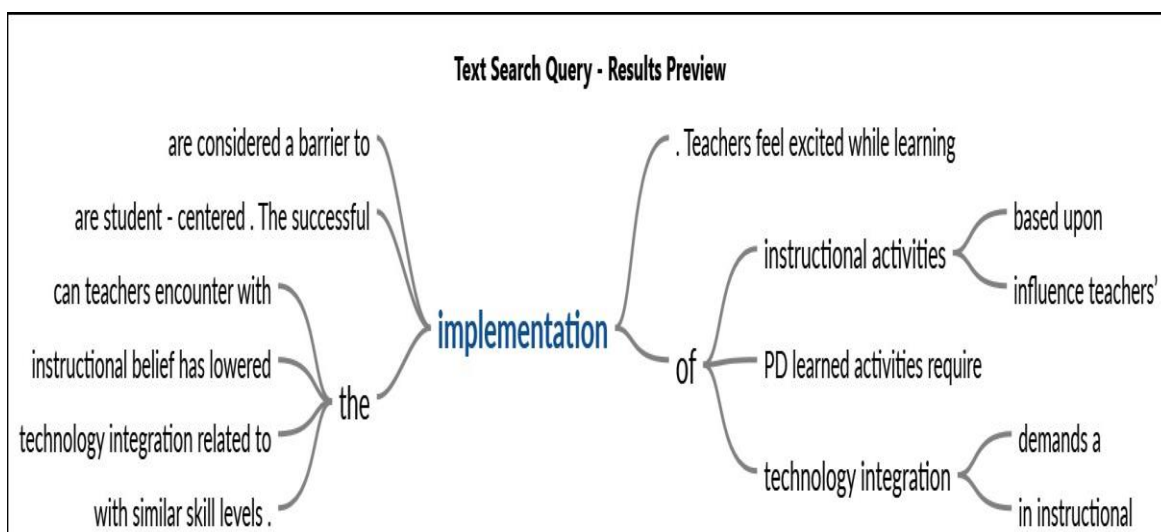 Text Search Query - Results Preview
are considered a barrier to
are student - centered . The successful
can teachers encounter with
instructional belief has lowered
technology integration related to
with similar skill levels .
the
implementation
. Teachers feel excited while learning
of
instructional activities
based upon
influence teachers’
PD learned activities require
technology integration
demands a
in instructional